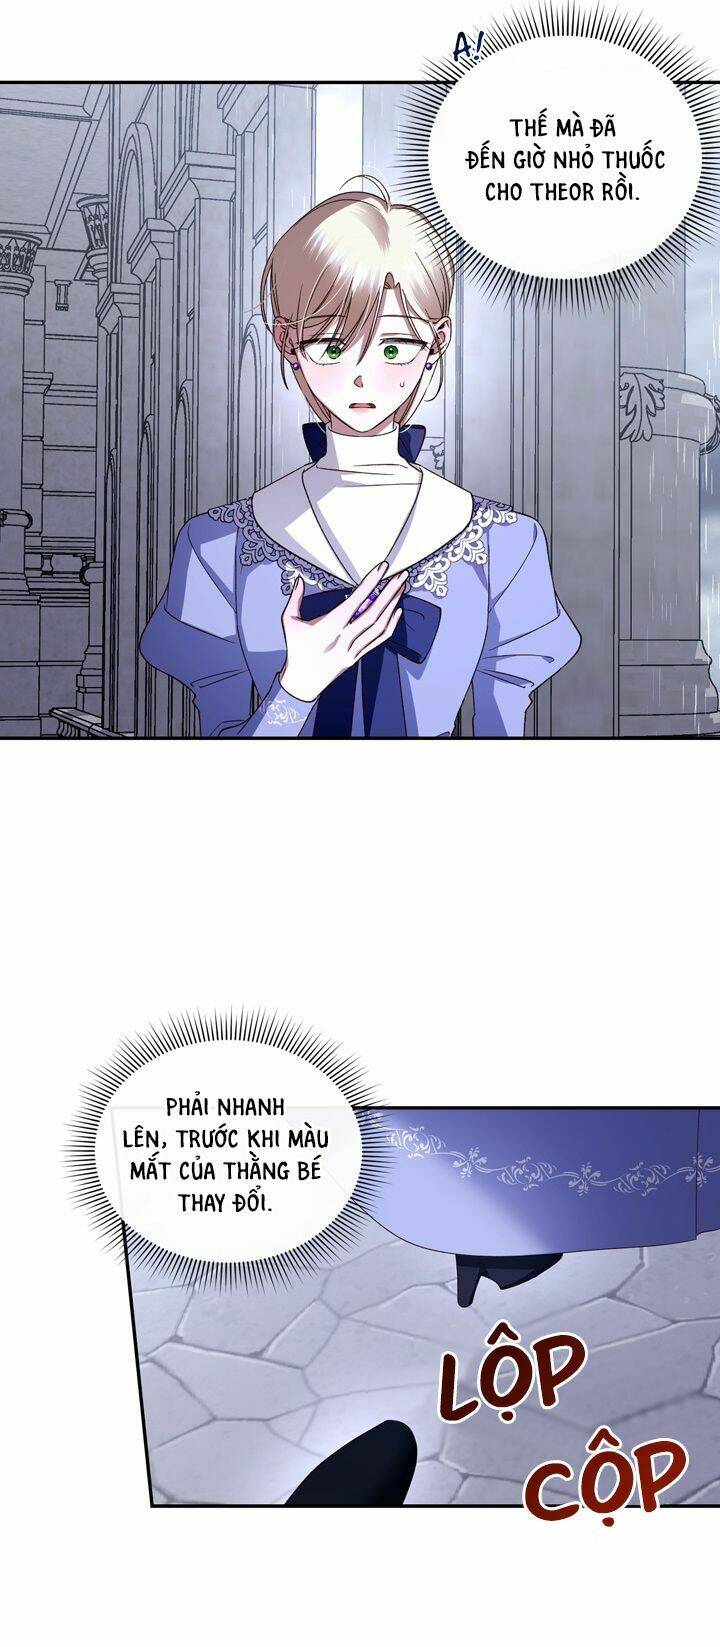 A!
THẾ MÀ ĐÃ
ĐẾN GIỜ NHỎ THUỐC
CHO THEOR RỒI.
PHẢI NHANH
LÊN, TRƯỚC KHI MÀU
MẮT CỦA THẰNG BÉ
THAY ĐỔI.
LỘP
CỘP